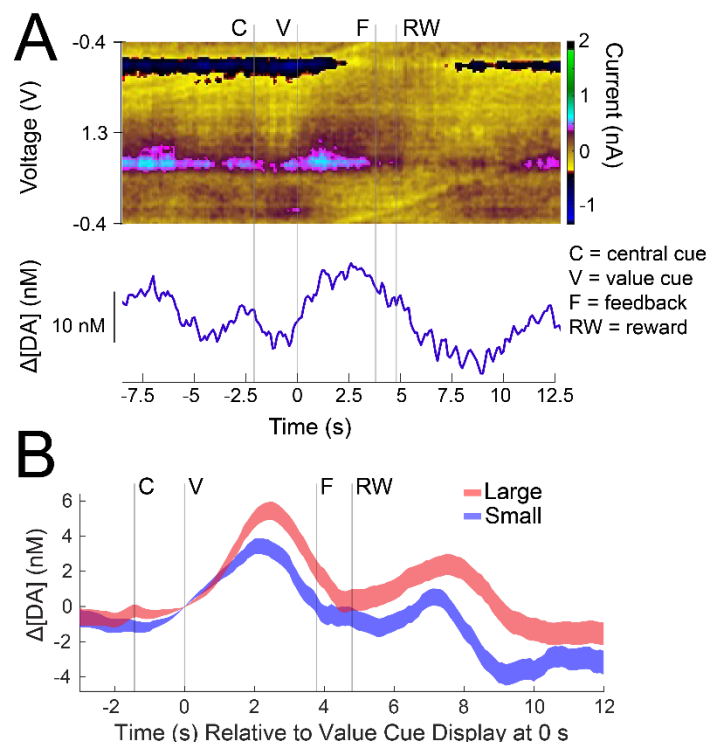 A
C V F RW
-0.4
1.3
-0.4
Voltage (V)
2
1
0
-1
Current (nA)
Δ[DA] (nM)
10 nM
C = central cue
V = value cue
F = feedback
RW = reward
-7.5 -5 -2.5 0 2.5 5 7.5 10 12.5
Time (s)
B
C V F RW
Large
Small
6
4
2
0
-2
-4
Δ[DA] (nM)
-2 0 2 4 6 8 10 12
Time (s) Relative to Value Cue Display at 0 s